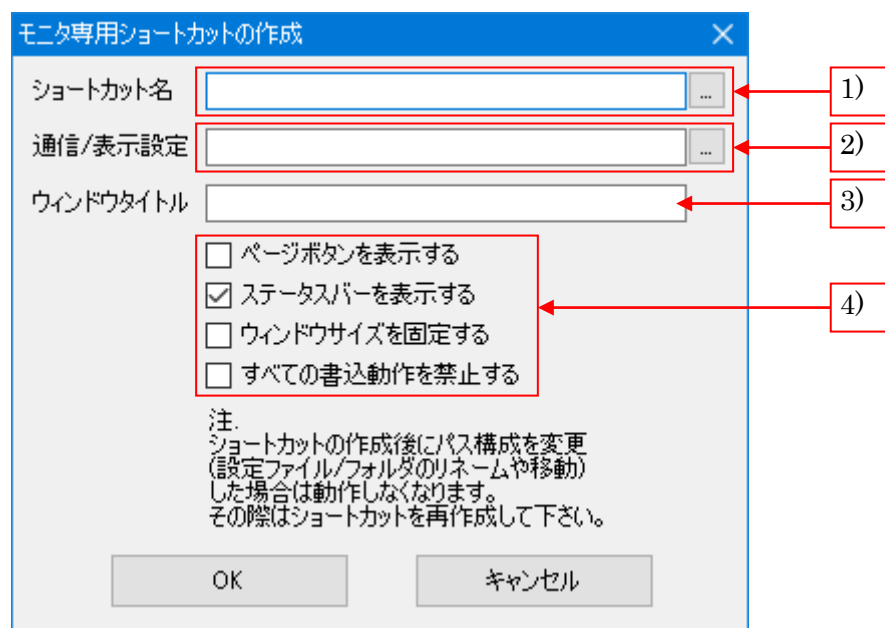 モニタ専用ショートカットの作成
ショートカット名
...
1)
通信/表示設定
...
2)
ウィンドウタイトル
3)
ページボタンを表示する
ステータスバーを表示する
ウィンドウサイズを固定する
すべての書込動作を禁止する
4)
注.
ショートカットの作成後にパス構成を変更
(設定ファイル/フォルダのリネームや移動)
した場合は動作しなくなります。
その際はショートカットを再作成して下さい。
OK
キャンセル